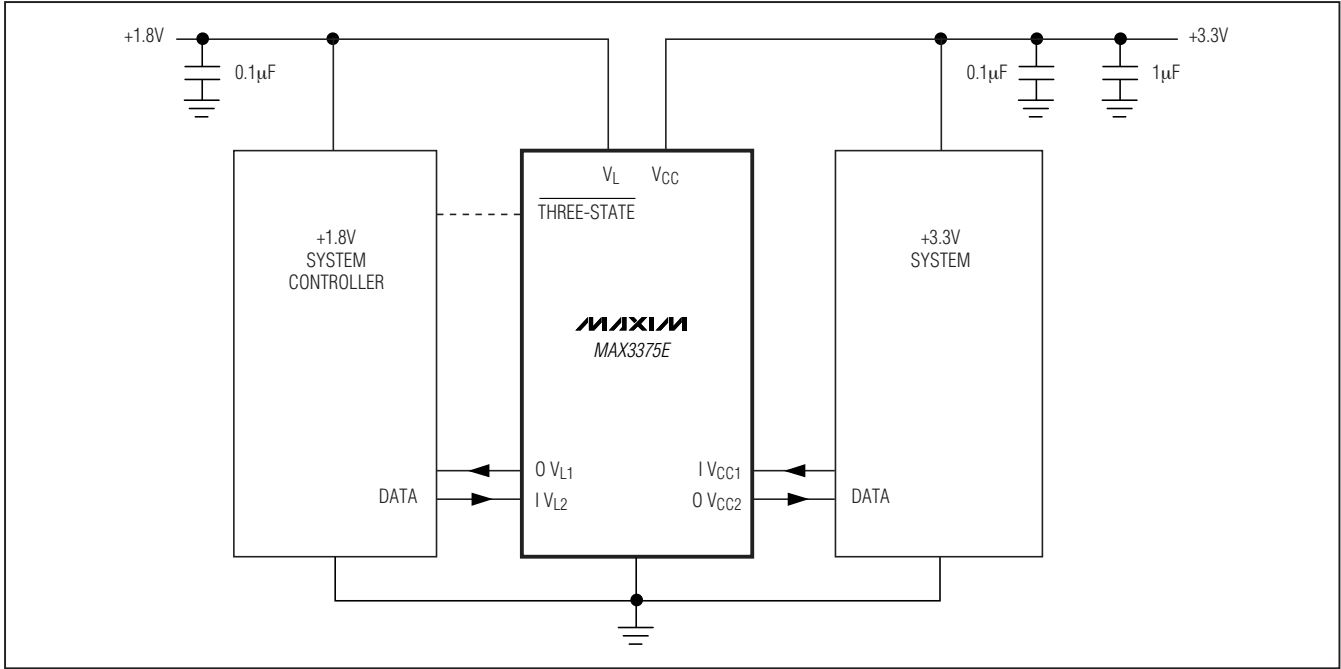 +1.8V
+3.3V
0.1μF
0.1μF
1μF
VL
VCC
THREE-STATE
+1.8V
SYSTEM
CONTROLLER
+3.3V
SYSTEM
MAXIM
MAX3375E
O VL1
I VCC1
DATA
I VL2
O VCC2
DATA